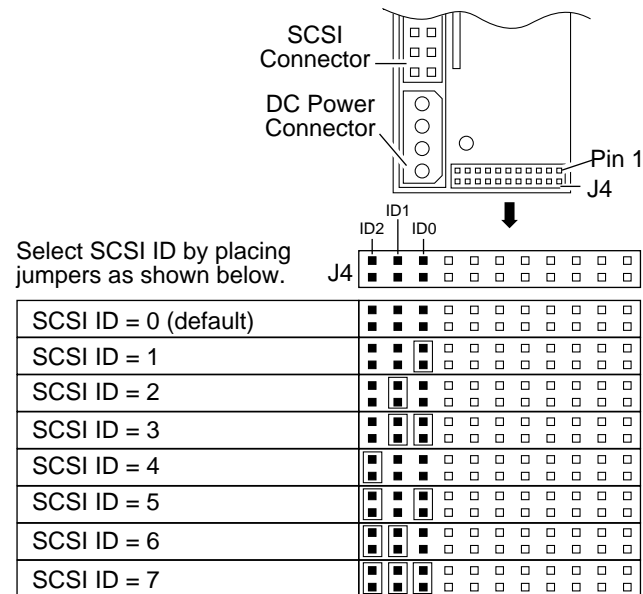 SCSI
Connector
DC Power
Connector
Pin 1
J4
ID1
ID2 ID0
Select SCSI ID by placing
jumpers as shown below.
J4
SCSI ID = 0 (default)
SCSI ID = 1
SCSI ID = 2
SCSI ID = 3
SCSI ID = 4
SCSI ID = 5
SCSI ID = 6
SCSI ID = 7